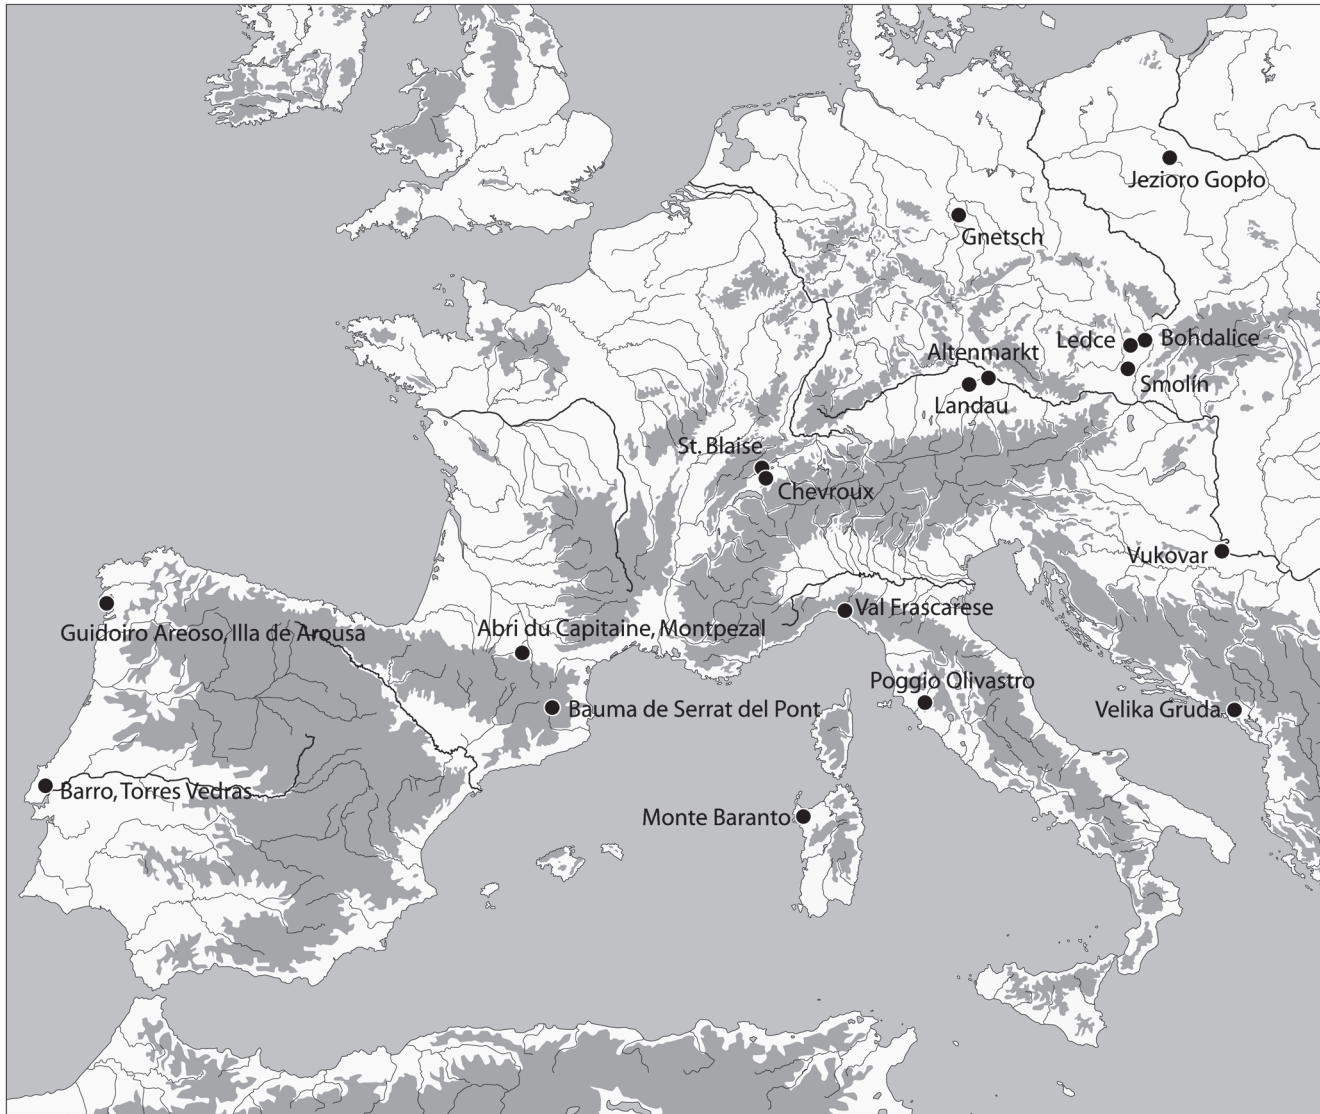 Jezioro Gopło
Gnetsch
Ledce
Bohdalice
Altenmarkt
Smolín
Landau
St. Blaise
Chevroux
Vukovar
Val Frascarese
Guidoiro Areoso, Illa de Arousa
Abri du Capitaine, Montpezal
Poggio Olivastro
Bauma de Serrat del Pont
Velika Gruda
Barro, Torres Vedras
Monte Baranto